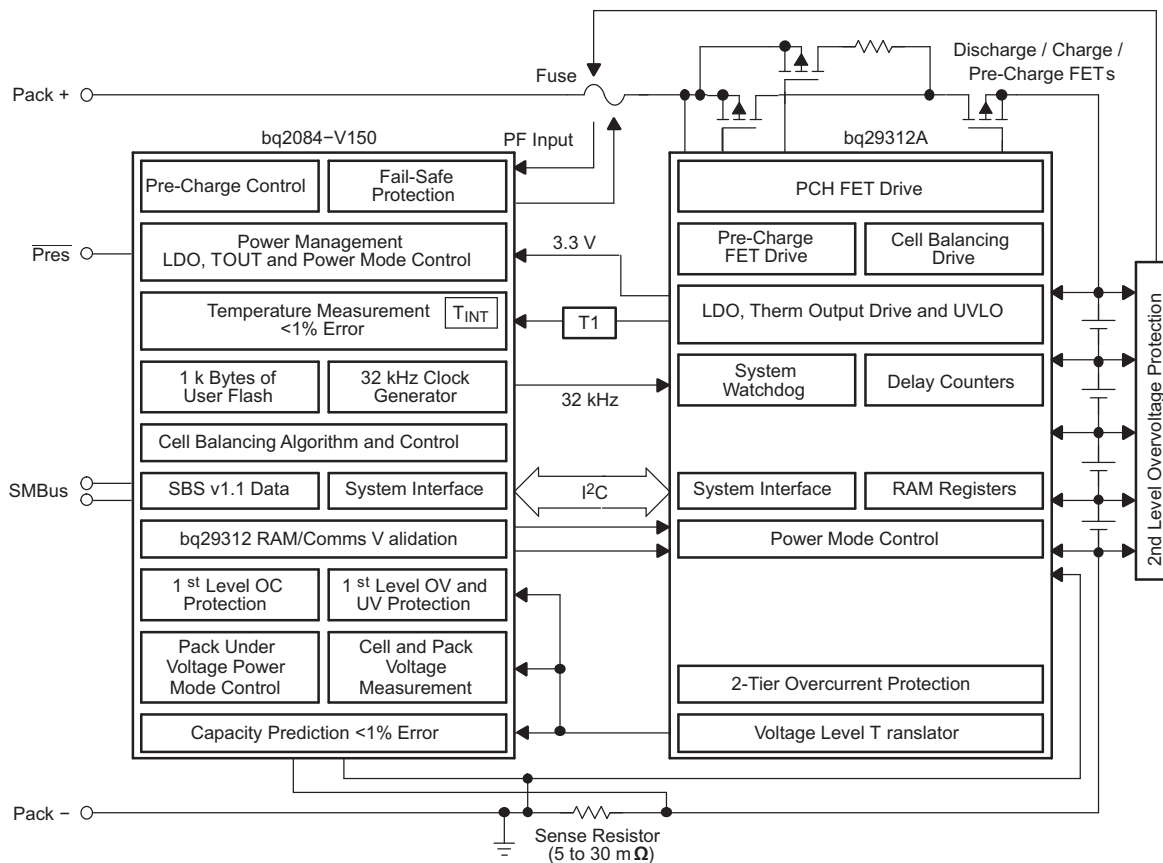 Discharge / Charge /
Pre-Charge FETs
Fuse
Pack +
bq2084−V150
PF Input
bq29312A
Pre-Charge Control
Fail-Safe
Protection
PCH FET Drive
Pres
Power Management
LDO, TOUT and Power Mode Control
3.3 V
Pre-Charge
FET Drive
Cell Balancing
Drive
Temperature Measurement
<1% Error
TINT
T1
LDO, Therm Output Drive and UVLO
1 k Bytes of
User Flash
32 kHz Clock
Generator
32 kHz
System
Watchdog
Delay Counters
2nd Level Overvoltage Protection
Cell Balancing Algorithm and Control
SMBus
SBS v1.1 Data
System Interface
I2C
System Interface
RAM Registers
bq29312 RAM/Comms V alidation
Power Mode Control
1 st Level OC
Protection
1 st Level OV and
UV Protection
Pack Under
Voltage Power
Mode Control
Cell and Pack
Voltage
Measurement
2-Tier Overcurrent Protection
Capacity Prediction <1% Error
Voltage Level T ranslator
Pack −
Sense Resistor
(5 to 30 m Ω)